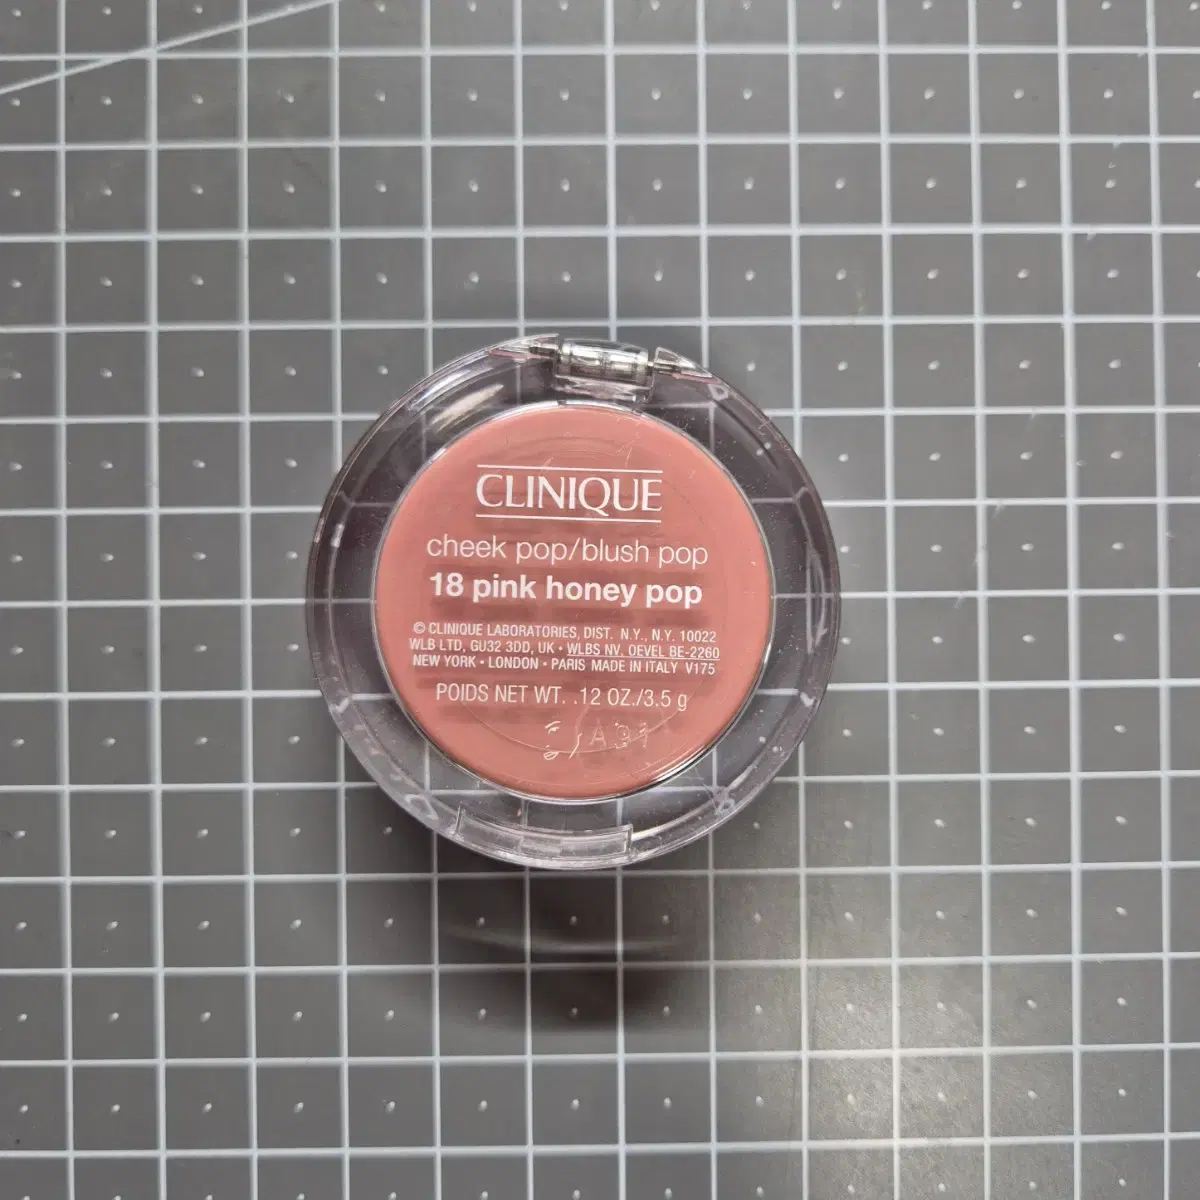 CLINIQUE
cheek pop/blush pop
18 pink honey pop
© CLINIQUE LABORATORIES, DIST. N.Y., N.Y. 10022
WLB LTD, GU32 3DD, UK • WLBS NV, OEVEL BE-2260
NEW YORK • LONDON • PARIS MADE IN ITALY V175
POIDS NET WT. .12 OZ./3.5 g